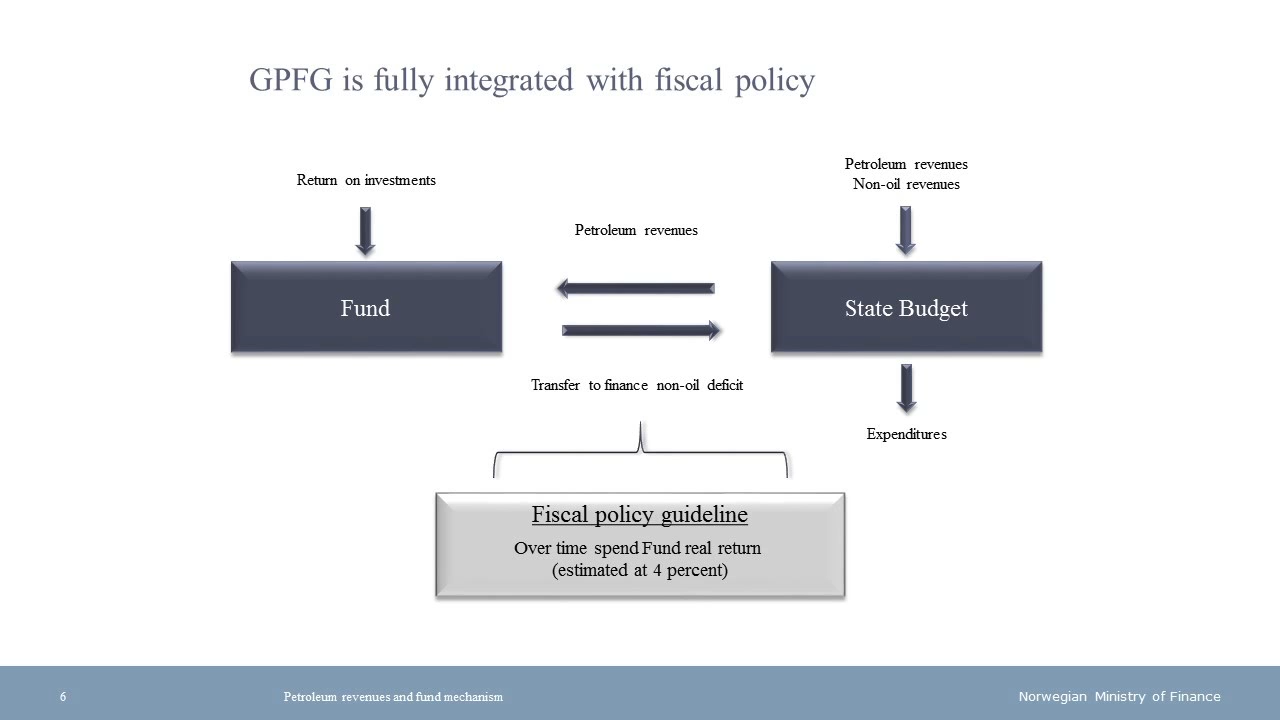 GPFG is fully integrated with fiscal policy
Return on investments
Petroleum revenues
Non-oil revenues
Petroleum revenues
Fund
State Budget
Transfer to finance non-oil deficit
Expenditures
Fiscal policy guideline
Over time spend Fund real return
(estimated at 4 percent)
6
Petroleum revenues and fund mechanism
Norwegian Ministry of Finance